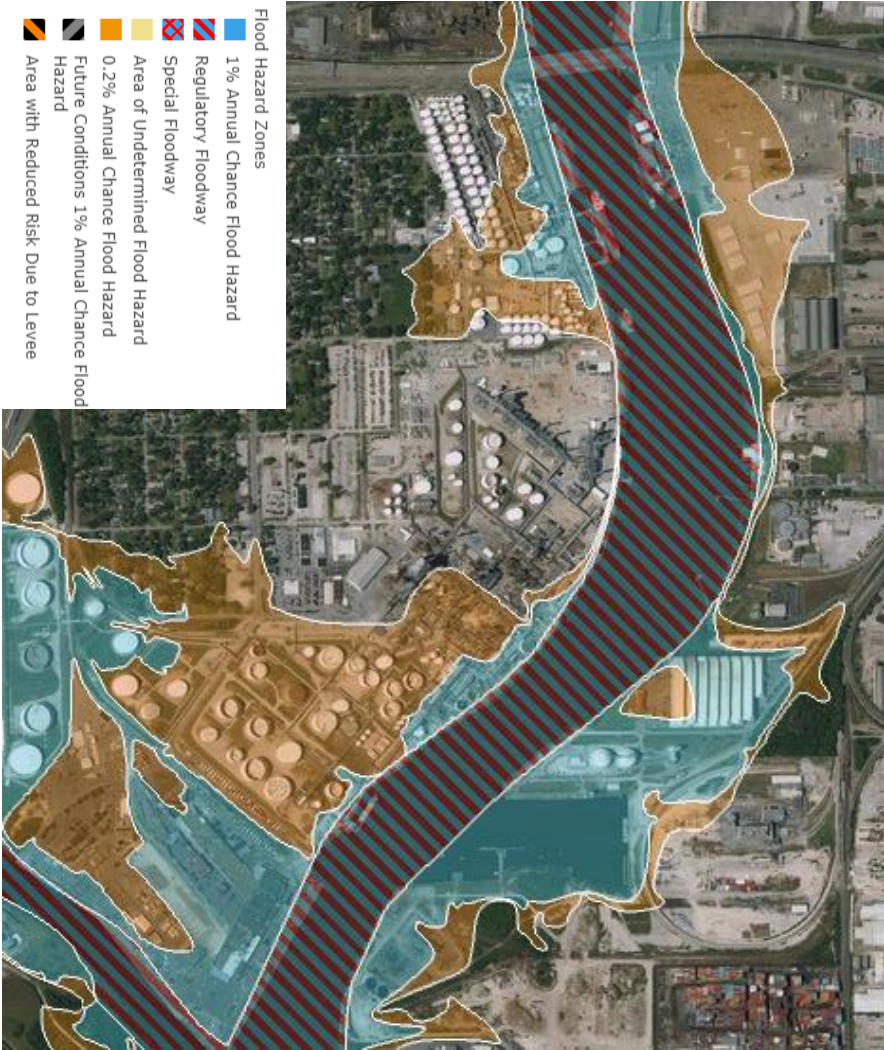 Flood Hazard Zones
1% Annual Chance Flood Hazard
Regulatory Floodway
Special Floodway
Area of Undetermined Flood Hazard
0.2% Annual Chance Flood Hazard
Future Conditions 1% Annual Chance Flood
Hazard
Area with Reduced Risk Due to Levee